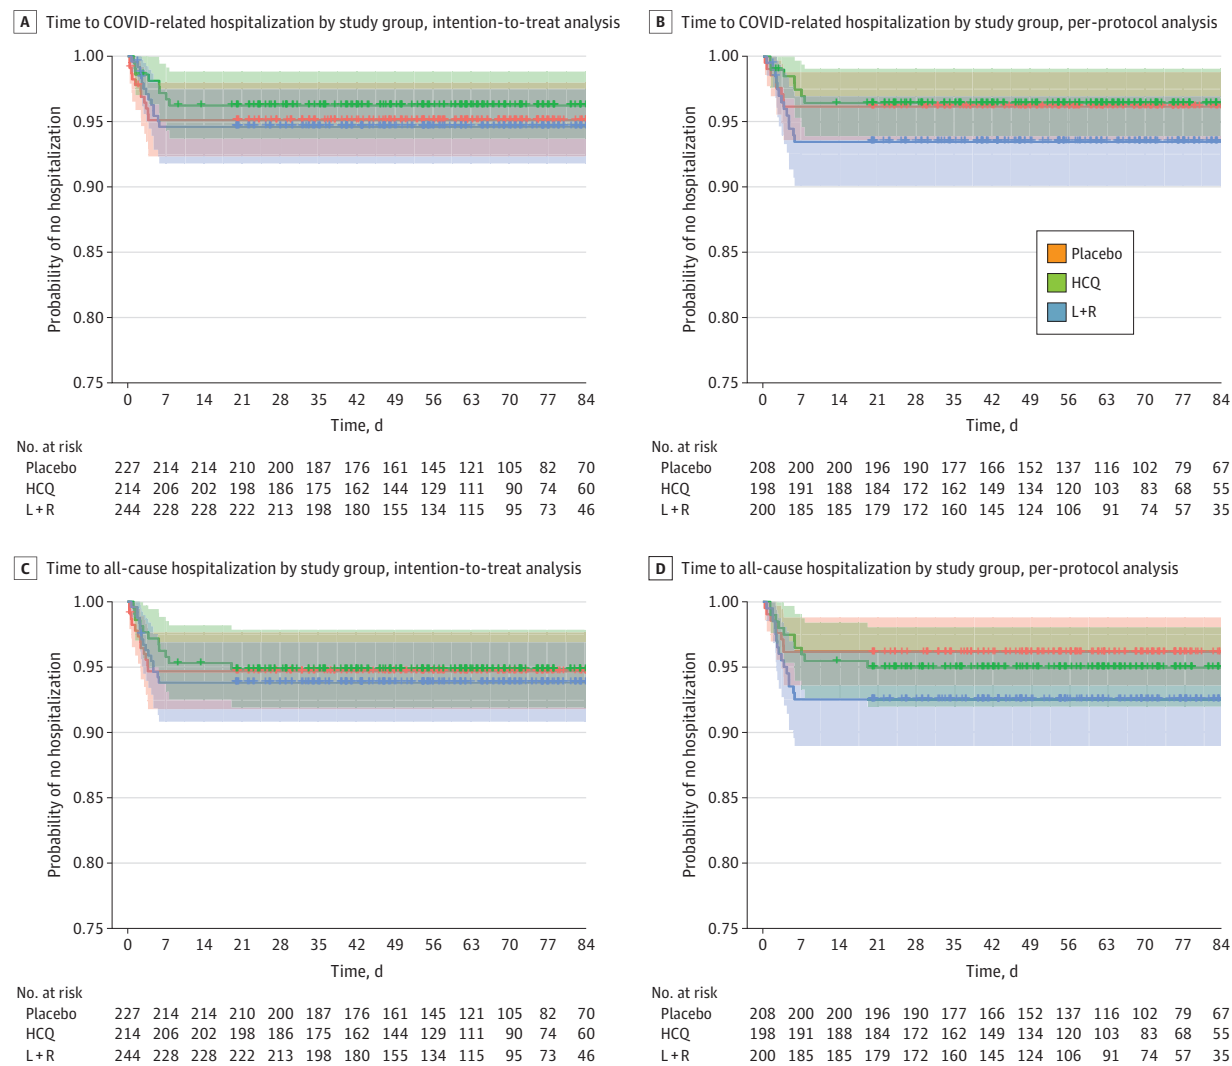 A Time to COVID-related hospitalization by study group, intention-to-treat analysis
1.00
0.95
0.90
0.85
0.80
0.75
Probability of no hospitalization
0 7 14 21 28 35 42 49 56 63 70 77 84
Time, d
No. at risk
Placebo 227 214 214 210 200 187 176 161 145 121 105 82 70
HCQ 214 206 202 198 186 175 162 144 129 111 90 74 60
L+R 244 228 228 222 213 198 180 155 134 115 95 73 46
B Time to COVID-related hospitalization by study group, per-protocol analysis
1.00
0.95
0.90
0.85
0.80
0.75
Probability of no hospitalization
Placebo
HCQ
L+R
0 7 14 21 28 35 42 49 56 63 70 77 84
Time, d
No. at risk
Placebo 208 200 200 196 190 177 166 152 137 116 102 79 67
HCQ 198 191 188 184 172 162 149 134 120 103 83 68 55
L+R 200 185 185 179 172 160 145 124 106 91 74 57 35
C Time to all-cause hospitalization by study group, intention-to-treat analysis
1.00
0.95
0.90
0.85
0.80
0.75
Probability of no hospitalization
0 7 14 21 28 35 42 49 56 63 70 77 84
Time, d
No. at risk
Placebo 227 214 214 210 200 187 176 161 145 121 105 82 70
HCQ 214 206 202 198 186 175 162 144 129 111 90 74 60
L+R 244 228 228 222 213 198 180 155 134 115 95 73 46
D Time to all-cause hospitalization by study group, per-protocol analysis
1.00
0.95
0.90
0.85
0.80
0.75
Probability of no hospitalization
0 7 14 21 28 35 42 49 56 63 70 77 84
Time, d
No. at risk
Placebo 208 200 200 196 190 177 166 152 137 116 102 79 67
HCQ 198 191 188 184 172 162 149 134 120 103 83 68 55
L+R 200 185 185 179 172 160 145 124 106 91 74 57 35